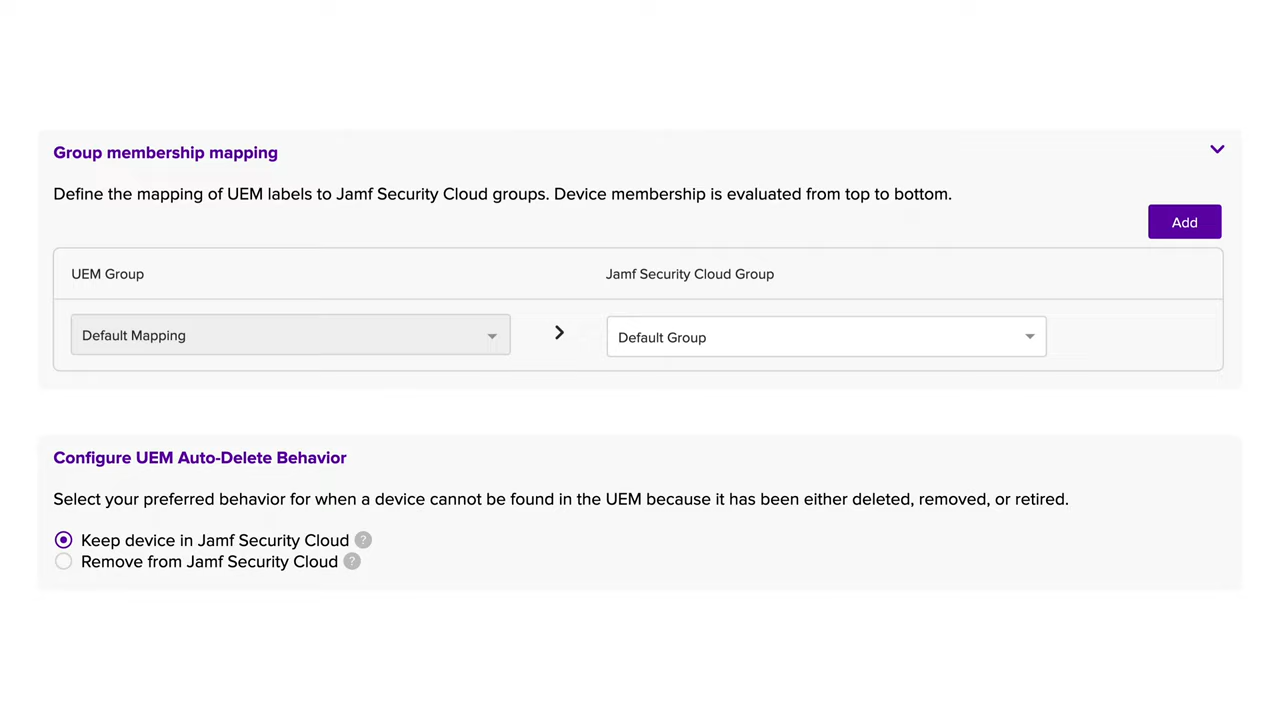 Group membership mapping
Define the mapping of UEM labels to Jamf Security Cloud groups. Device membership is evaluated from top to bottom.
Add
UEM Group
Jamf Security Cloud Group
Default Mapping
Default Group
Configure UEM Auto-Delete Behavior
Select your preferred behavior for when a device cannot be found in the UEM because it has been either deleted, removed, or retired.
Keep device in Jamf Security Cloud ?
Remove from Jamf Security Cloud ?